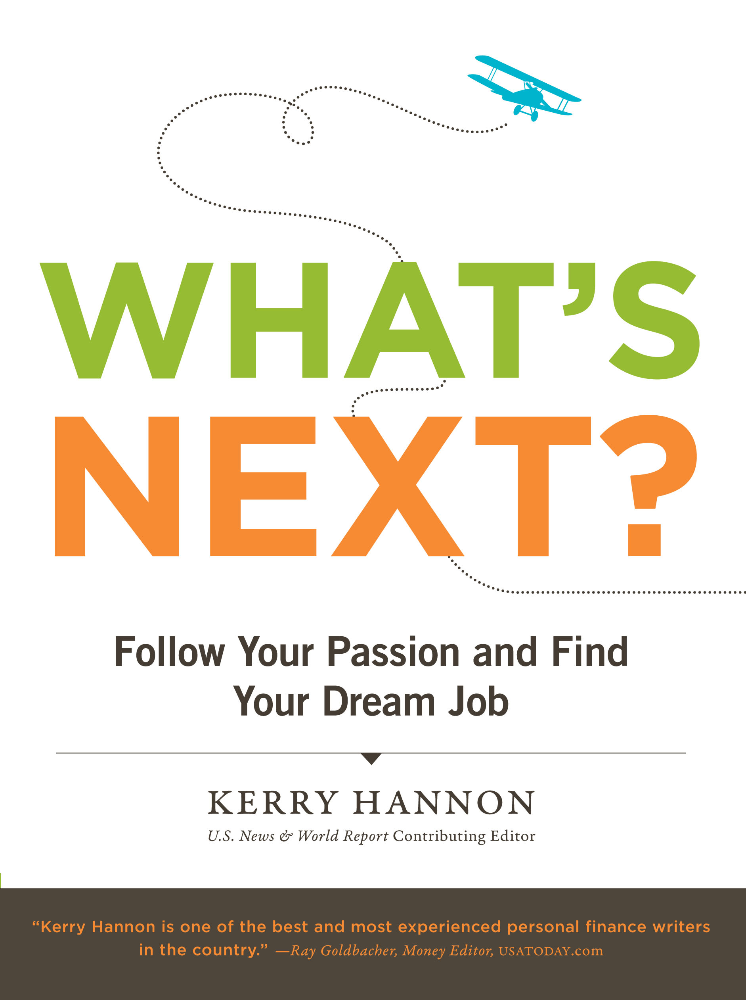 WHAT’S
NEXT?
Follow Your Passion and Find
Your Dream Job
KERRY HANNON
U.S. News & World Report Contributing Editor
“Kerry Hannon is one of the best and most experienced personal finance writers
in the country.” —Ray Goldbacher, Money Editor, USATODAY.com